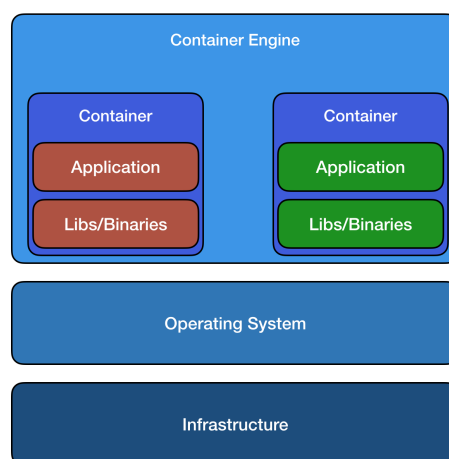 Container Engine
Container
Application
Libs/Binaries
Container
Application
Libs/Binaries
Operating System
Infrastructure